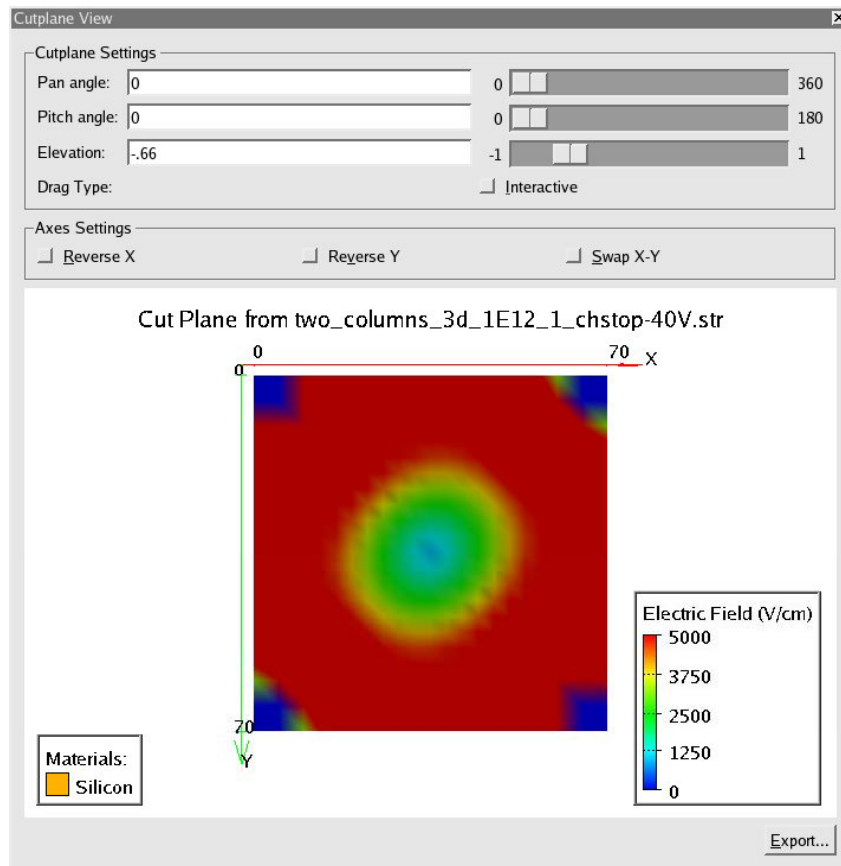 Cutplane View
Cutplane Settings
Pan angle: 0 0 360
Pitch angle: 0 0 180
Elevation: -.66 -1 1
Drag Type: Interactive
Axes Settings
Reverse X Reverse Y Swap X-Y
Cut Plane from two_columns_3d_1E12_1_chstop-40V.str
0 70 X
0
70
Y
Electric Field (V/cm)
5000
3750
2500
1250
0
Materials:
Silicon
Export...